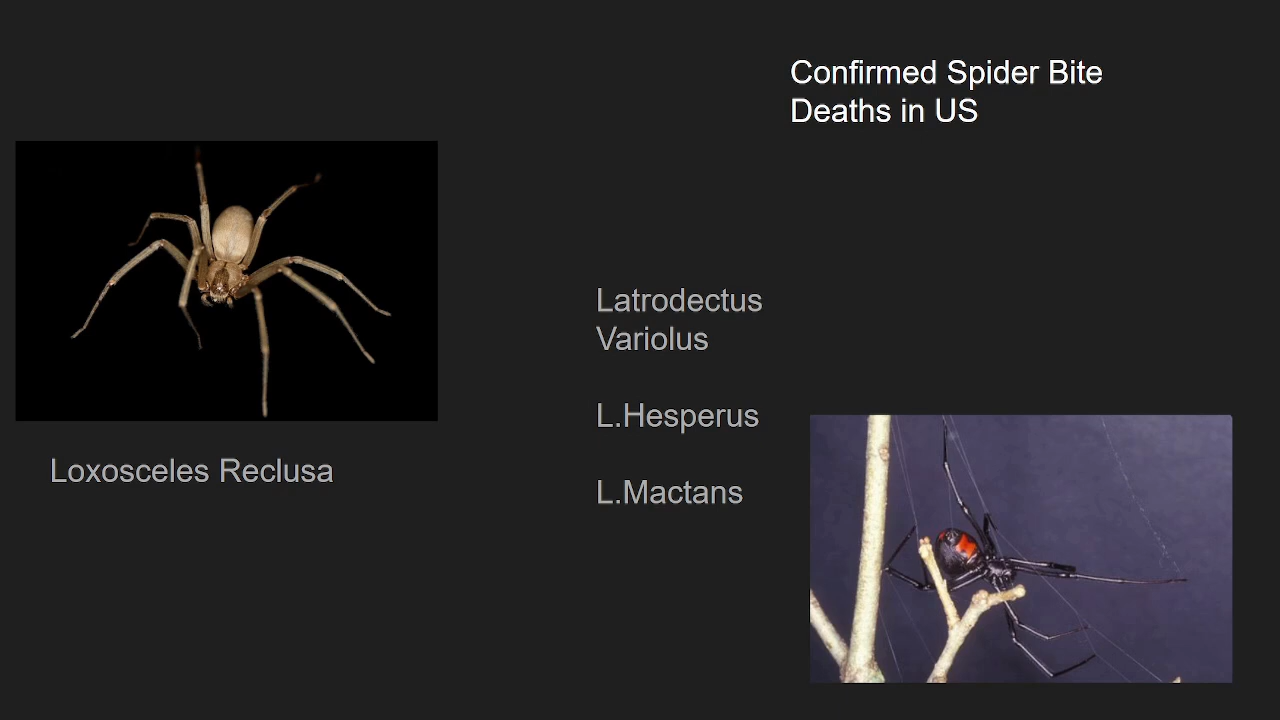 Confirmed Spider Bite
Deaths in US
Latrodectus
Variolus
L.Hesperus
L.Mactans
Loxosceles Reclusa